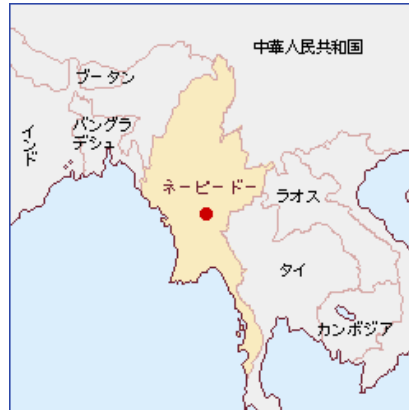 中華人民共和国
ブータン
バングラ
デシュ
インド
ネーピードー
ラオス
タイ
カンボジア